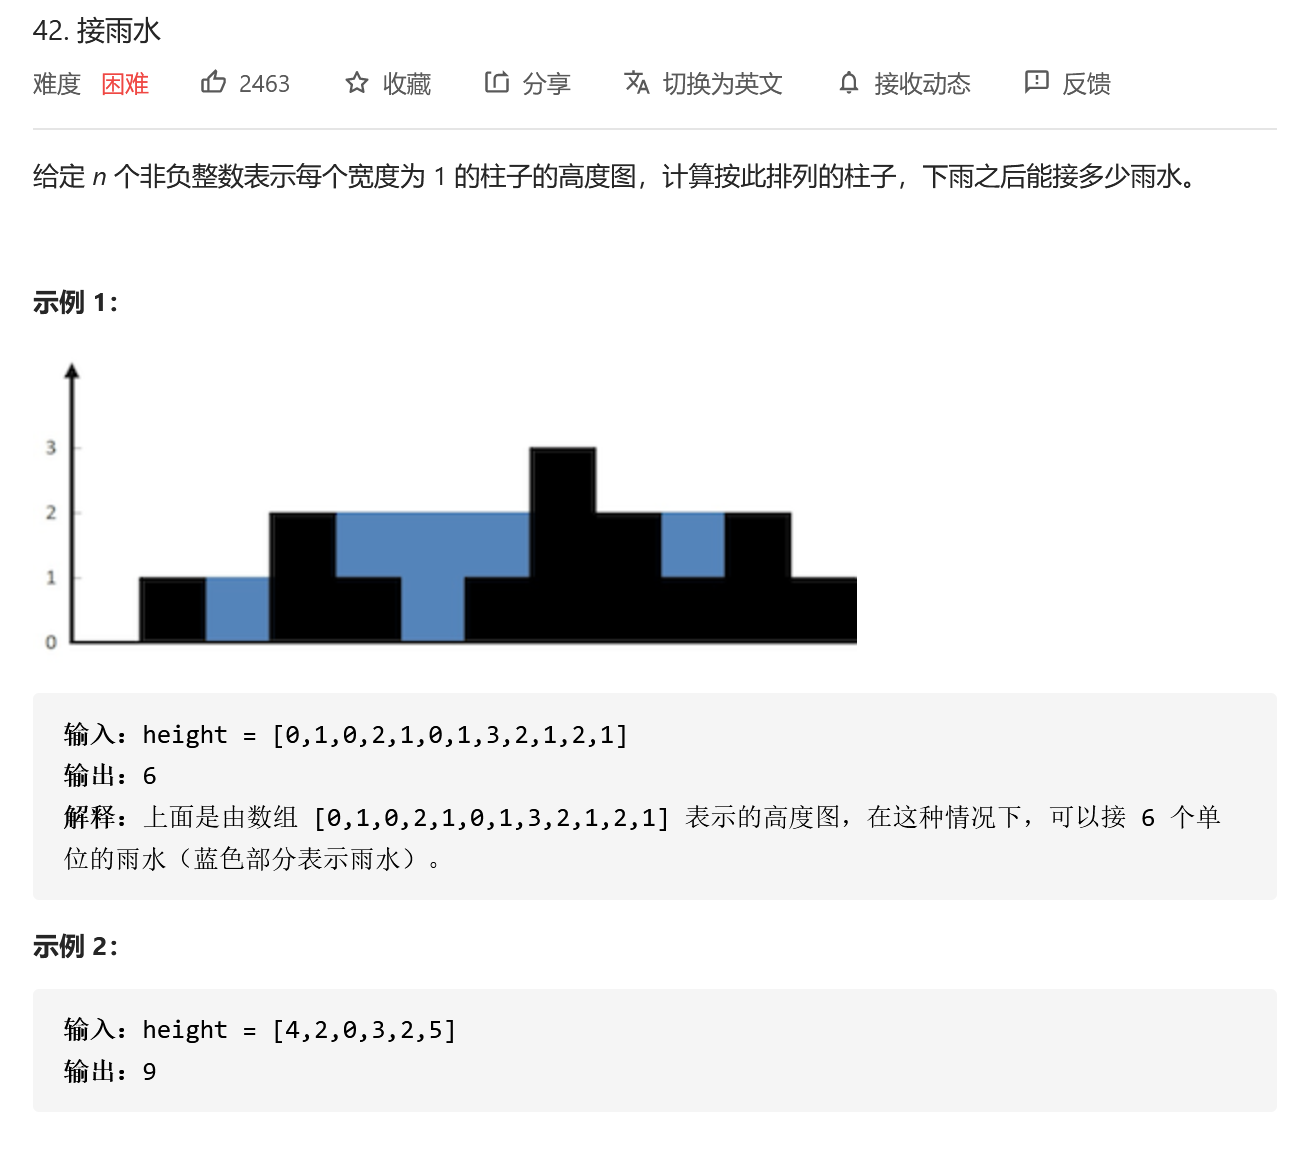 42. 接雨水
难度 困难 2463 收藏 分享 切换为英文 接收动态 反馈
给定 n 个非负整数表示每个宽度为 1 的柱子的高度图，计算按此排列的柱子，下雨之后能接多少雨水。
示例 1：
3
2
1
0
输入：height = [0,1,0,2,1,0,1,3,2,1,2,1]
输出：6
解释：上面是由数组 [0,1,0,2,1,0,1,3,2,1,2,1] 表示的高度图，在这种情况下，可以接 6 个单
位的雨水（蓝色部分表示雨水）。
示例 2：
输入：height = [4,2,0,3,2,5]
输出：9